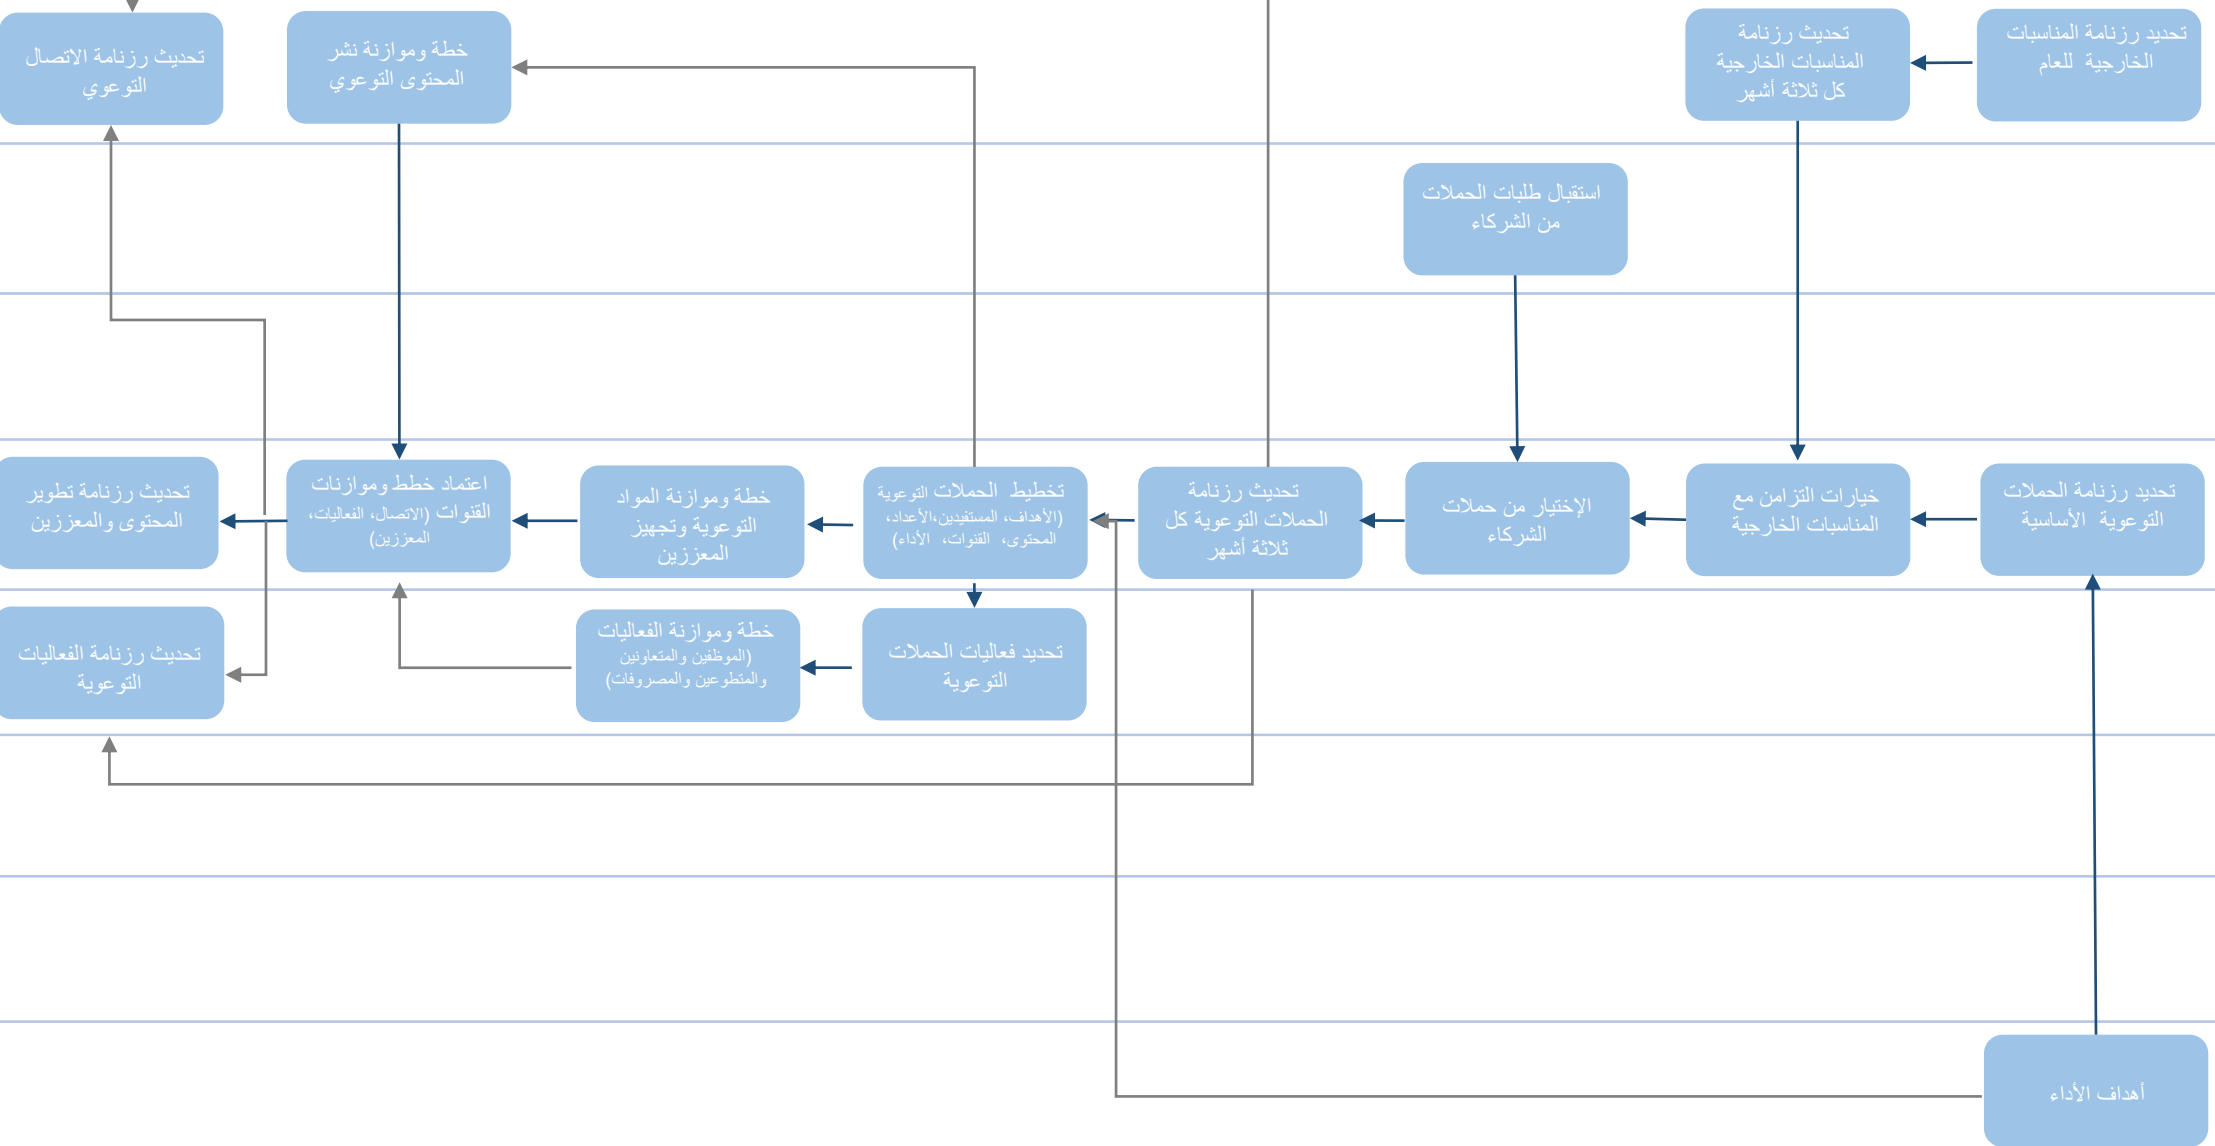 تحديد رزنامة المناسبات
الخارجية للعام
تحديث رزنامة
المناسبات الخارجية
كل ثلاثة أشهر
خطة وموازنة نشر
المحتوى التوعوي
تحديث رزنامة الاتصال
التوعوي
استقبال طلبات الحملات
من الشركاء
تحديد رزنامة الحملات
التوعوية الأساسية
خيارات التزامن مع
المناسبات الخارجية
الإختيار من حملات
الشركاء
تحديث رزنامة
الحملات التوعوية كل
ثلاثة أشهر
تخطيط الحملات التوعوية
(الأهداف، المستفيدين،الأعداد،
المحتوى، القنوات، الأداء)
خطة وموازنة المواد
التوعوية وتجهيز
المعززين
اعتماد خطط وموازنات
القنوات (الاتصال، الفعاليات،
المعززين)
تحديث رزنامة تطوير
المحتوى والمعززين
تحديد فعاليات الحملات
التوعوية
خطة وموازنة الفعاليات
(الموظفين والمتعاونين
والمتطوعين والمصروفات)
تحديث رزنامة الفعاليات
التوعوية
أهداف الأداء